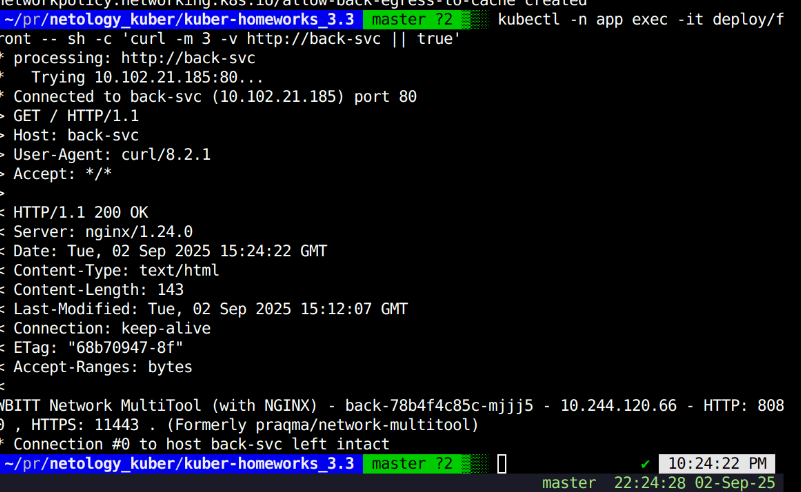 networkpolicy.networking.k8s.io/allow-back-egress-to-cache created
~/pr/netology_kuber/kuber-homeworks_3.3 master ?2 kubectl -n app exec -it deploy/f
ront -- sh -c 'curl -m 3 -v http://back-svc || true'
* processing: http://back-svc
*   Trying 10.102.21.185:80...
* Connected to back-svc (10.102.21.185) port 80
> GET / HTTP/1.1
> Host: back-svc
> User-Agent: curl/8.2.1
> Accept: */*
>
< HTTP/1.1 200 OK
< Server: nginx/1.24.0
< Date: Tue, 02 Sep 2025 15:24:22 GMT
< Content-Type: text/html
< Content-Length: 143
< Last-Modified: Tue, 02 Sep 2025 15:12:07 GMT
< Connection: keep-alive
< ETag: "68b70947-8f"
< Accept-Ranges: bytes
<
WBITT Network MultiTool (with NGINX) - back-78b4f4c85c-mjjj5 - 10.244.120.66 - HTTP: 808
0 , HTTPS: 11443 . (Formerly praqma/network-multitool)
* Connection #0 to host back-svc left intact
~/pr/netology_kuber/kuber-homeworks_3.3 master ?2 ✔ 10:24:22 PM
master 22:24:28 02-Sep-25